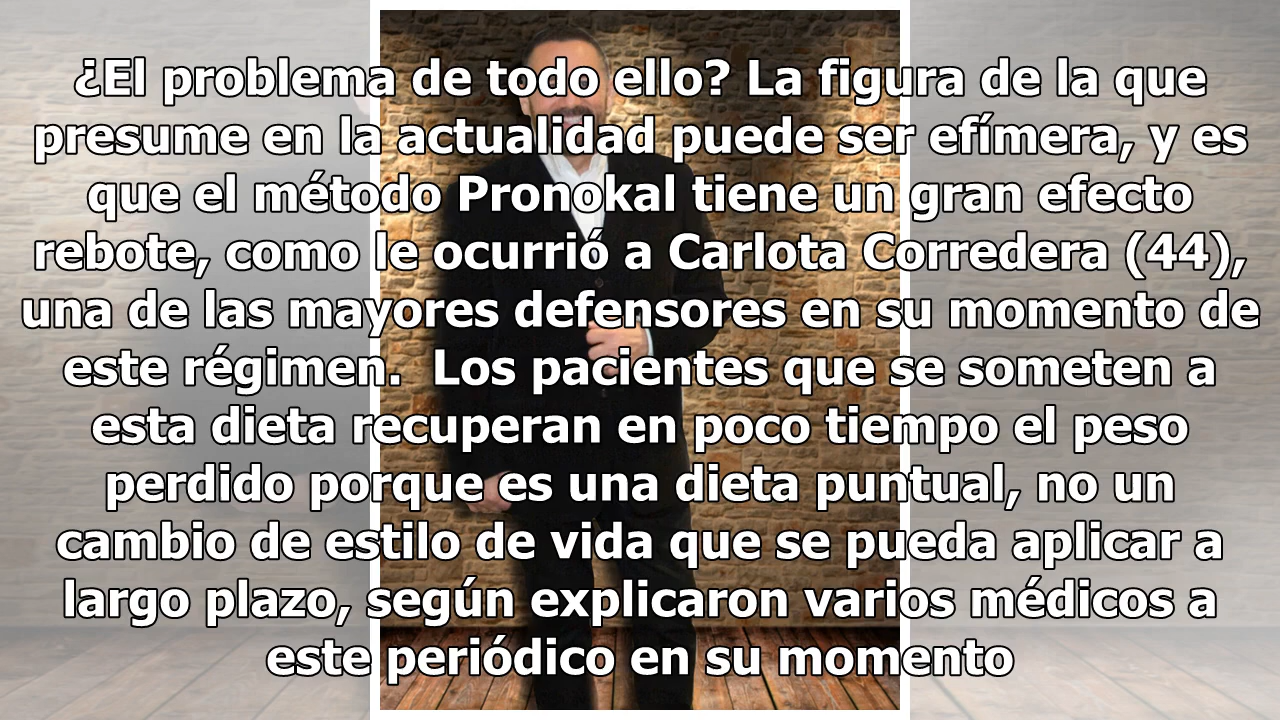 ¿El problema de todo ello? La figura de la que
presume en la actualidad puede ser efímera, y es
que el método Pronokal tiene un gran efecto
rebote, como le ocurrió a Carlota Corredera (44),
una de las mayores defensores en su momento de
este régimen.  Los pacientes que se someten a
esta dieta recuperan en poco tiempo el peso
perdido porque es una dieta puntual, no un
cambio de estilo de vida que se pueda aplicar a
largo plazo, según explicaron varios médicos a
este periódico en su momento